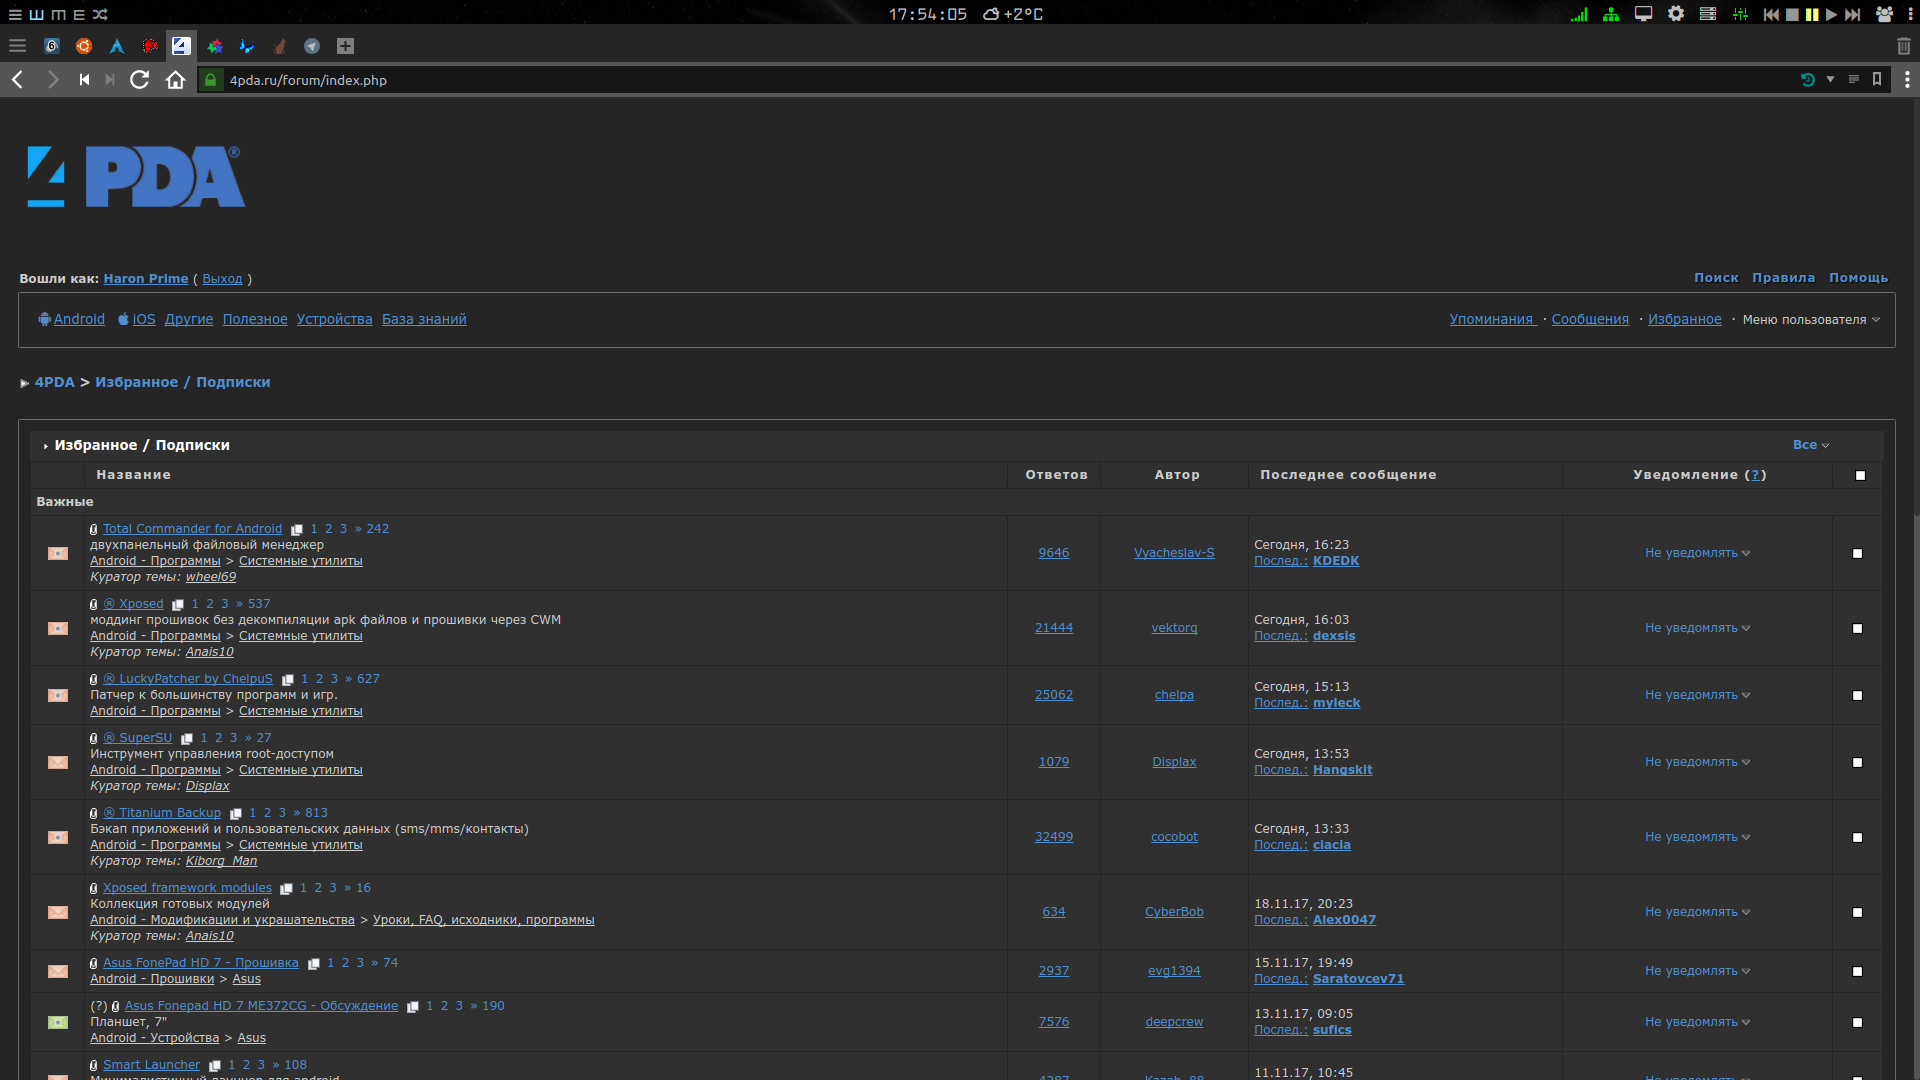 17:54:05 +2°C
4pda.ru/forum/index.php
4 PDA®
Вошли как: Haron Prime ( Выход )
Поиск Правила Помощь
Android iOS Другие Полезное Устройства База знаний
Упоминания · Сообщения · Избранное · Меню пользователя
4PDA > Избранное / Подписки
Избранное / Подписки
Все
Название Ответов Автор Последнее сообщение Уведомление (?)
Важные
Total Commander for Android 1 2 3 » 242
двухпанельный файловый менеджер
Android - Программы > Системные утилиты
Куратор темы: wheel69
9646 Vyacheslav-S
Сегодня, 16:23
Послед.: KDEDK
Не уведомлять
® Xposed 1 2 3 » 537
моддинг прошивок без декомпиляции apk файлов и прошивки через CWM
Android - Программы > Системные утилиты
Куратор темы: Anais10
21444 vektorq
Сегодня, 16:03
Послед.: dexsis
Не уведомлять
® LuckyPatcher by ChelpuS 1 2 3 » 627
Патчер к большинству программ и игр.
Android - Программы > Системные утилиты
25062 chelpa
Сегодня, 15:13
Послед.: myleck
Не уведомлять
® SuperSU 1 2 3 » 27
Инструмент управления root-доступом
Android - Программы > Системные утилиты
Куратор темы: Displax
1079 Displax
Сегодня, 13:53
Послед.: Hangskit
Не уведомлять
® Titanium Backup 1 2 3 » 813
Бэкап приложений и пользовательских данных (sms/mms/контакты)
Android - Программы > Системные утилиты
Куратор темы: Kiborg_Man
32499 cocobot
Сегодня, 13:33
Послед.: clacla
Не уведомлять
Xposed framework modules 1 2 3 » 16
Коллекция готовых модулей
Android - Модификации и украшательства > Уроки, FAQ, исходники, программы
Куратор темы: Anais10
634 CyberBob
18.11.17, 20:23
Послед.: Alex0047
Не уведомлять
Asus FonePad HD 7 - Прошивка 1 2 3 » 74
Android - Прошивки > Asus
2937 evg1394
15.11.17, 19:49
Послед.: Saratovcev71
Не уведомлять
(?) Asus Fonepad HD 7 ME372CG - Обсуждение 1 2 3 » 190
Планшет, 7"
Android - Устройства > Asus
7576 deepcrew
13.11.17, 09:05
Послед.: sufics
Не уведомлять
Smart Launcher 1 2 3 » 108
11.11.17, 10:45